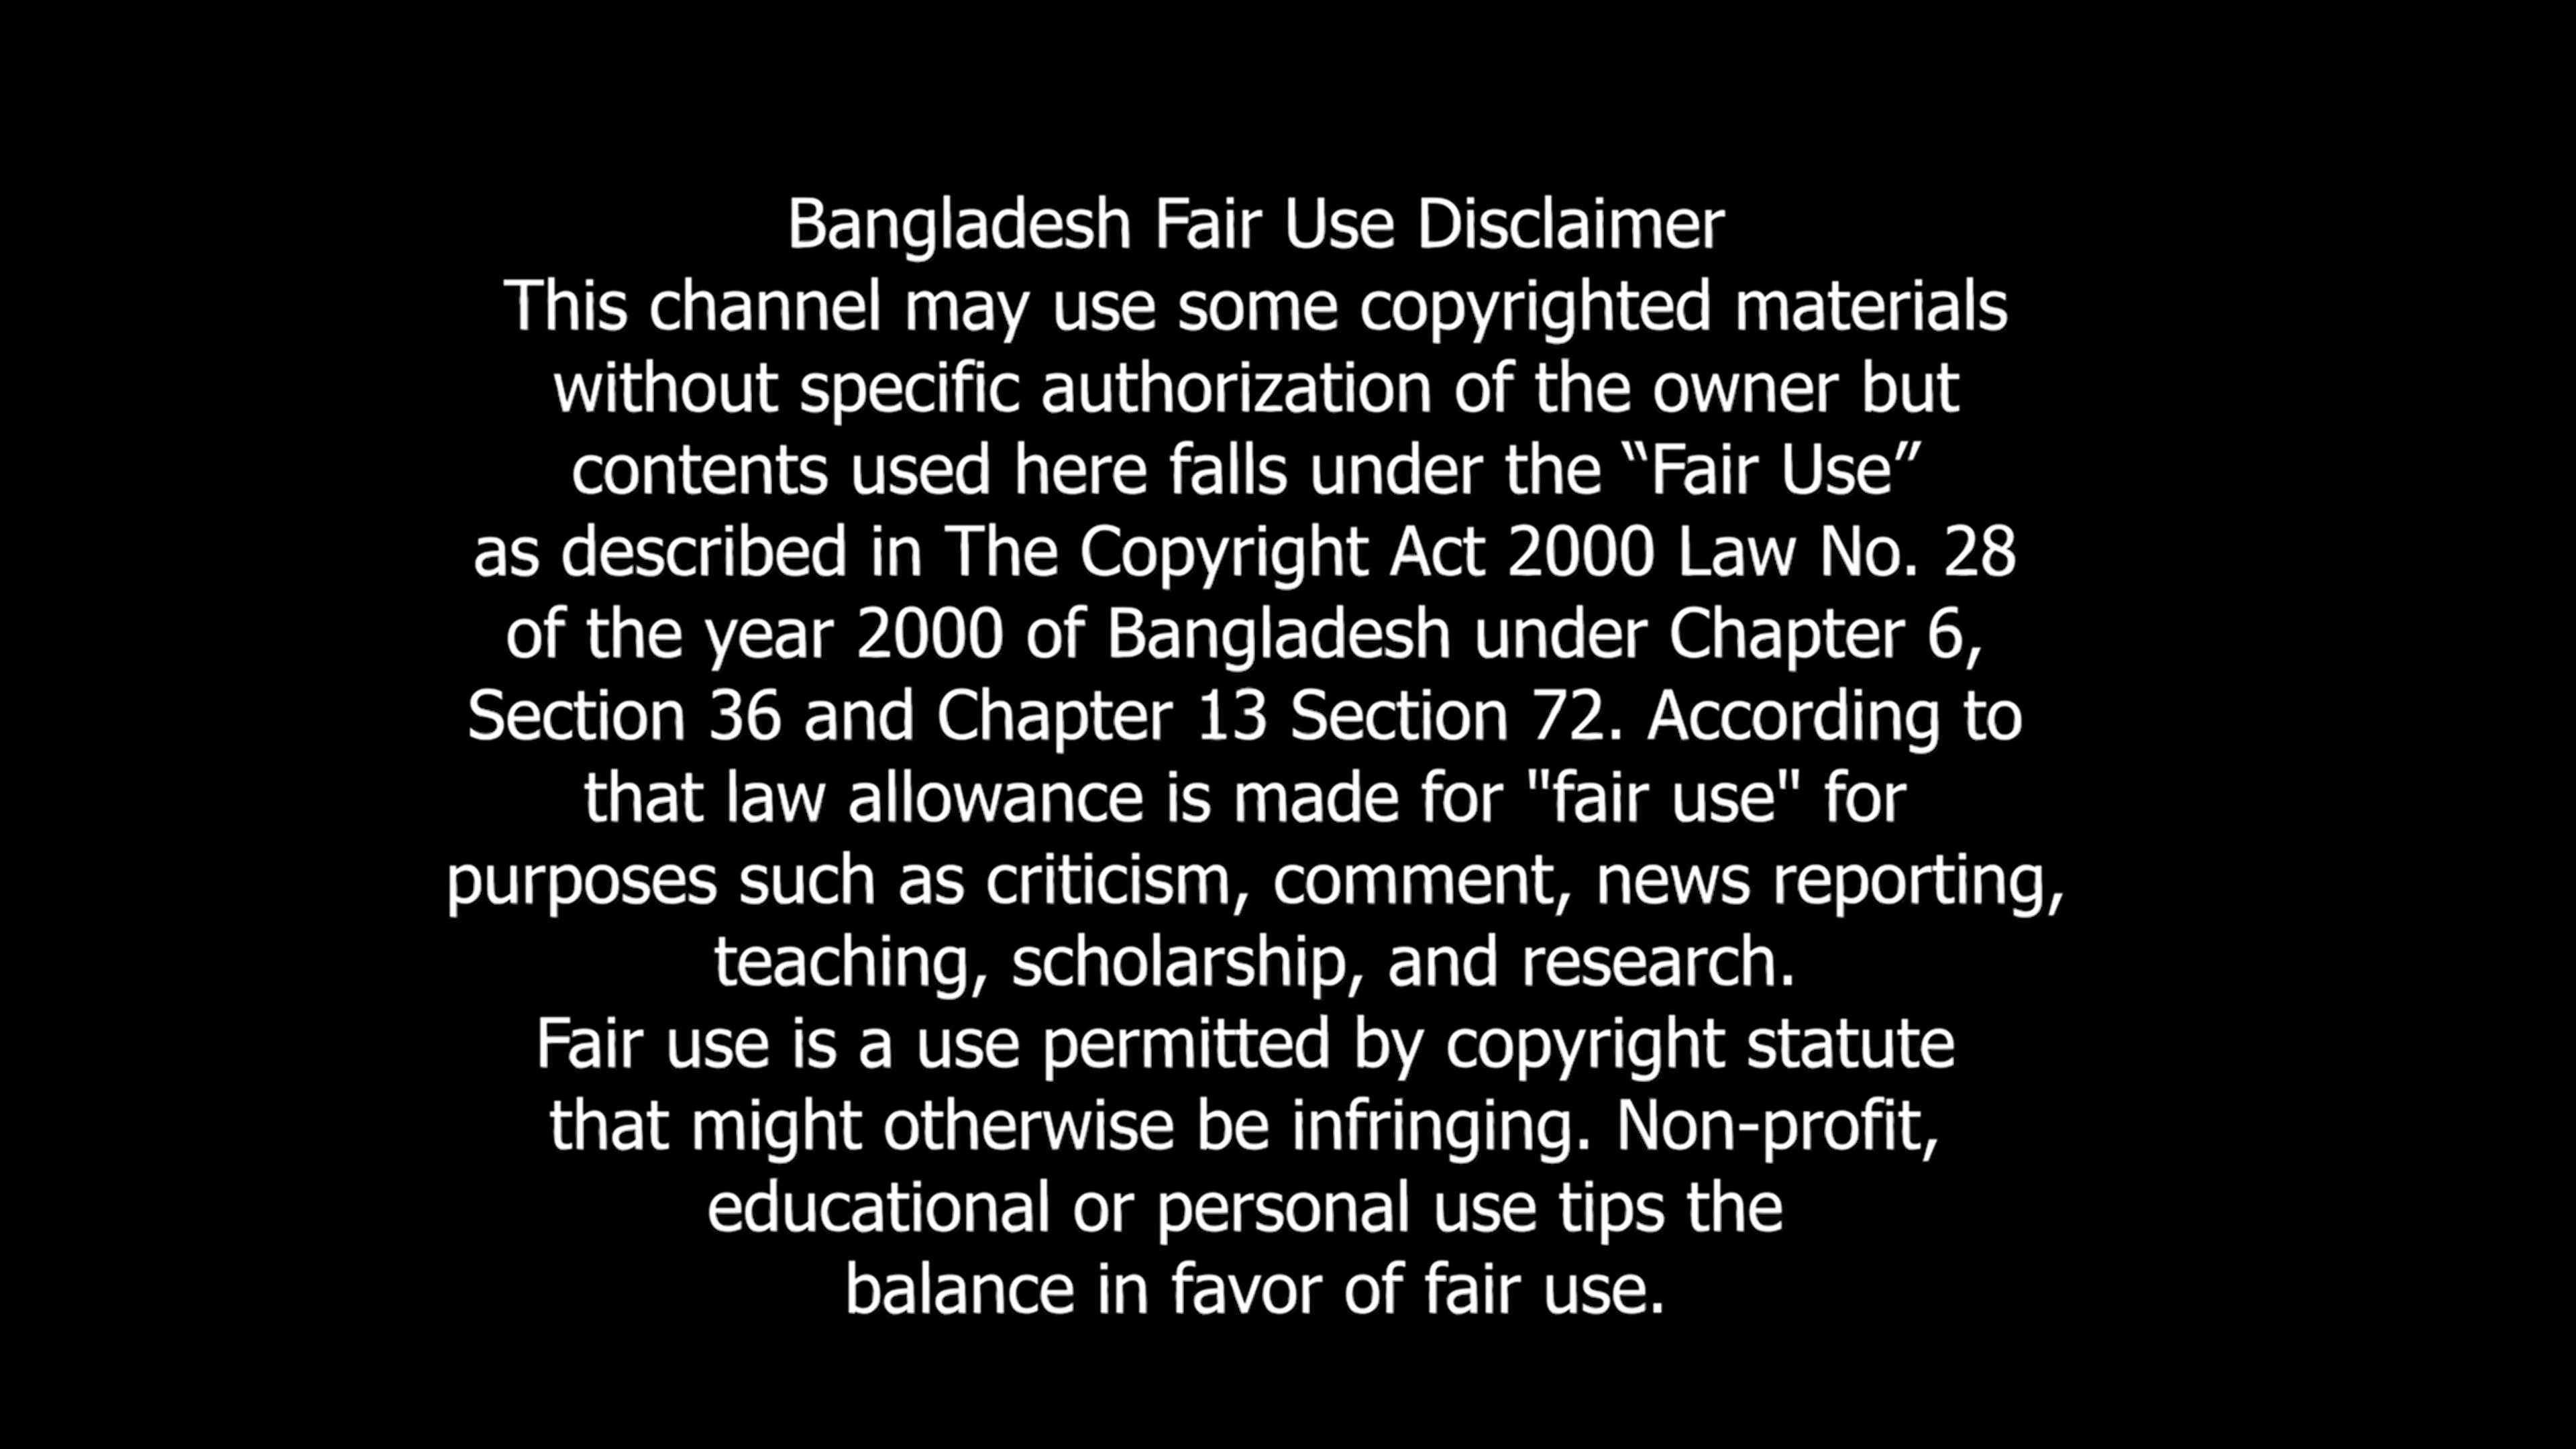 Bangladesh Fair Use Disclaimer
This channel may use some copyrighted materials
without specific authorization of the owner but
contents used here falls under the “Fair Use”
as described in The Copyright Act 2000 Law No. 28
of the year 2000 of Bangladesh under Chapter 6,
Section 36 and Chapter 13 Section 72. According to
that law allowance is made for "fair use" for
purposes such as criticism, comment, news reporting,
teaching, scholarship, and research.
Fair use is a use permitted by copyright statute
that might otherwise be infringing. Non-profit,
educational or personal use tips the
balance in favor of fair use.